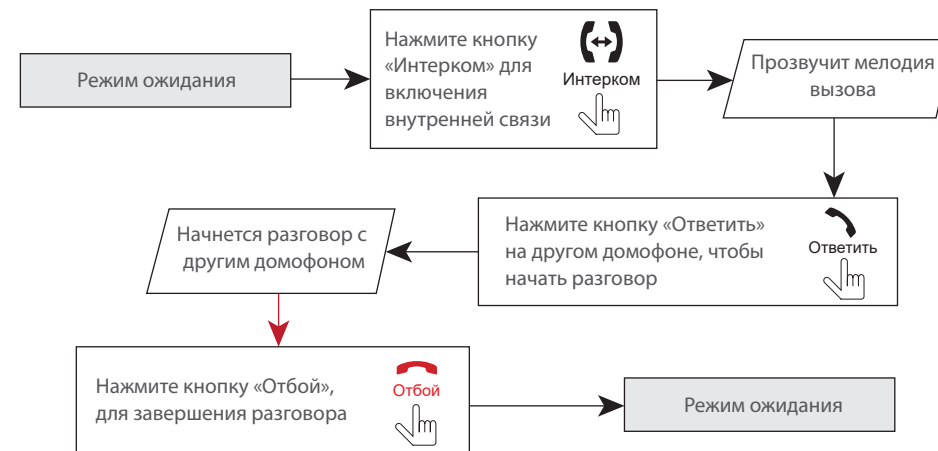 Режим ожидания
Нажмите кнопку
«Интерком» для
включения
внутренней связи
Интерком
Прозвучит мелодия
вызова
Нажмите кнопку «Ответить»
на другом домофоне, чтобы
начать разговор
Ответить
Начнется разговор с
другим домофоном
Нажмите кнопку «Отбой»,
для завершения разговора
Отбой
Режим ожидания